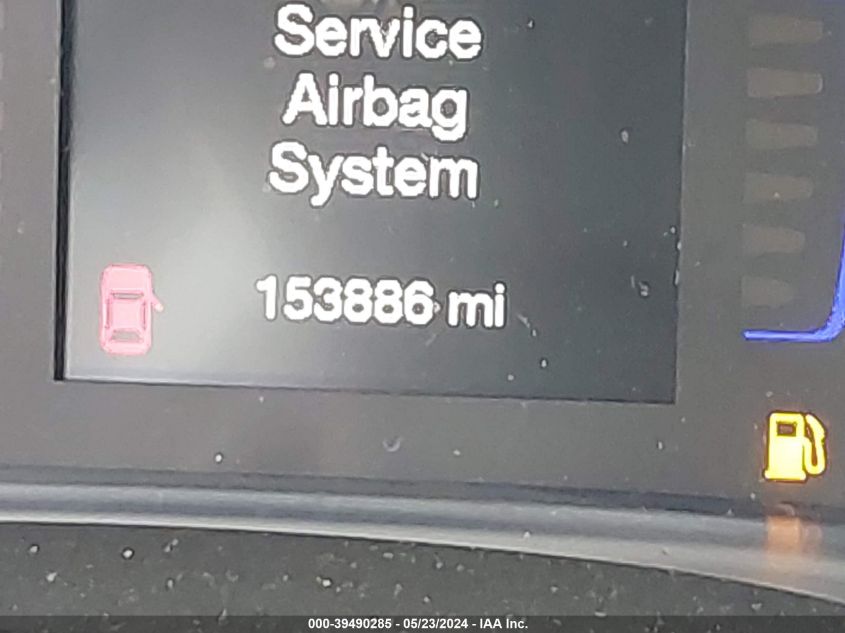 Service
Airbag
System
153886 mi
000-39490285 - 05/23/2024 - IAA Inc.